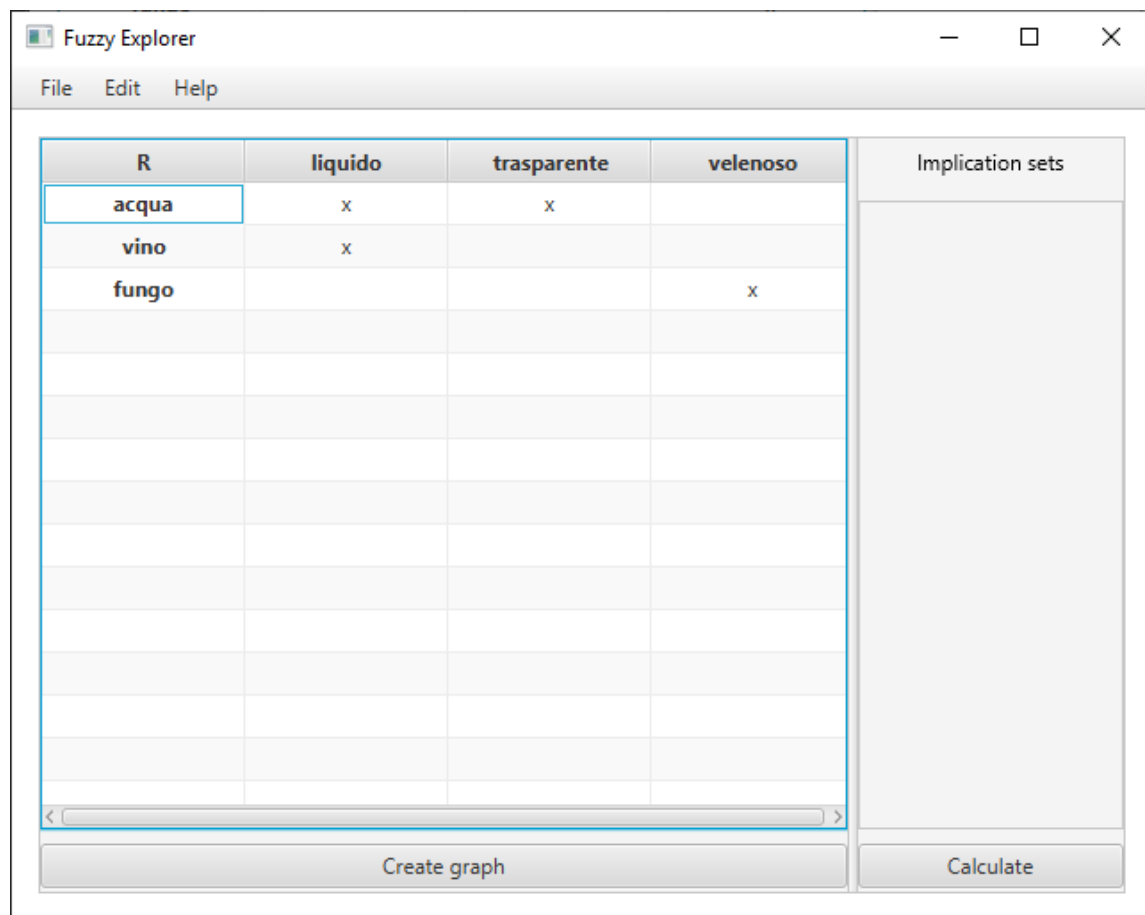 Fuzzy Explorer
File Edit Help
R liquido trasparente velenoso
Implication sets
acqua x x
vino x
fungo x
Create graph
Calculate